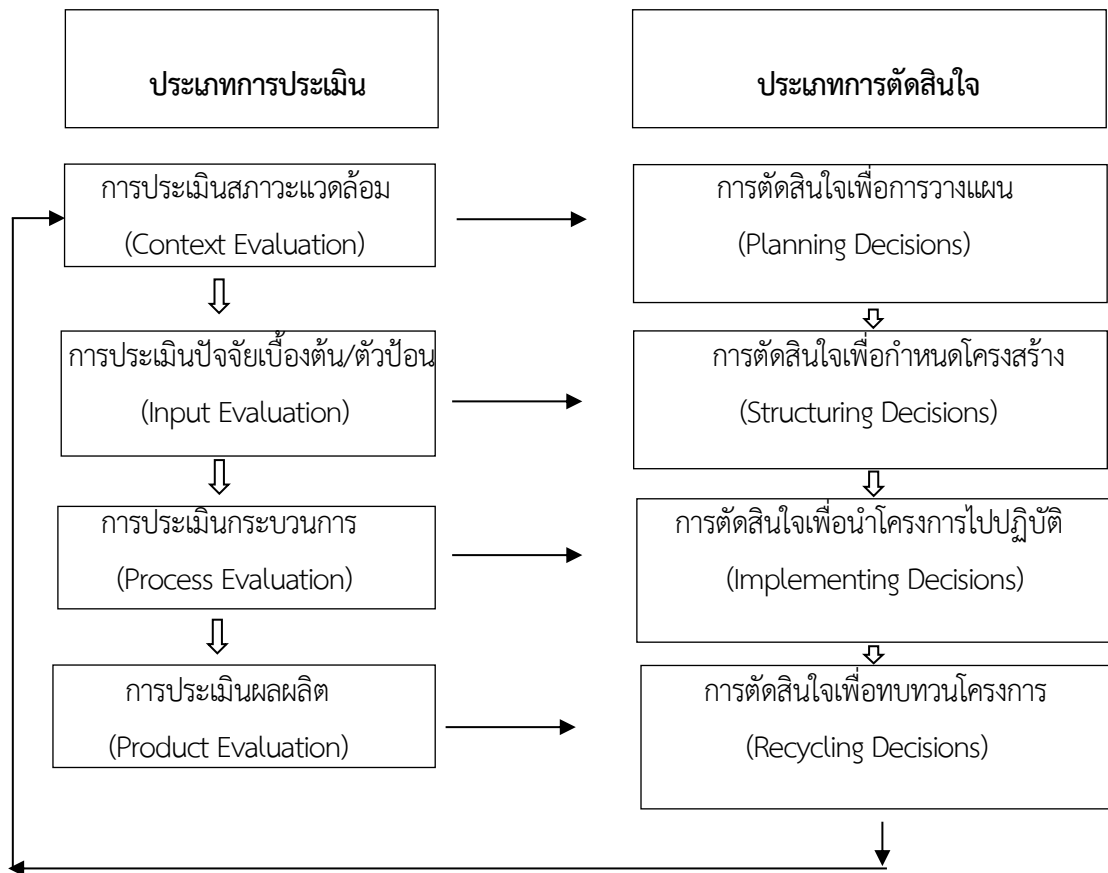 ประเภทการประเมิน
ประเภทการตัดสินใจ
การประเมินสภาวะแวดล้อม
(Context Evaluation)
การตัดสินใจเพื่อการวางแผน
(Planning Decisions)
การประเมินปัจจัยเบื้องต้น/ตัวป้อน
(Input Evaluation)
การตัดสินใจเพื่อกำหนดโครงสร้าง
(Structuring Decisions)
การประเมินกระบวนการ
(Process Evaluation)
การตัดสินใจเพื่อนำโครงการไปปฏิบัติ
(Implementing Decisions)
การประเมินผลผลิต
(Product Evaluation)
การตัดสินใจเพื่อทบทวนโครงการ
(Recycling Decisions)